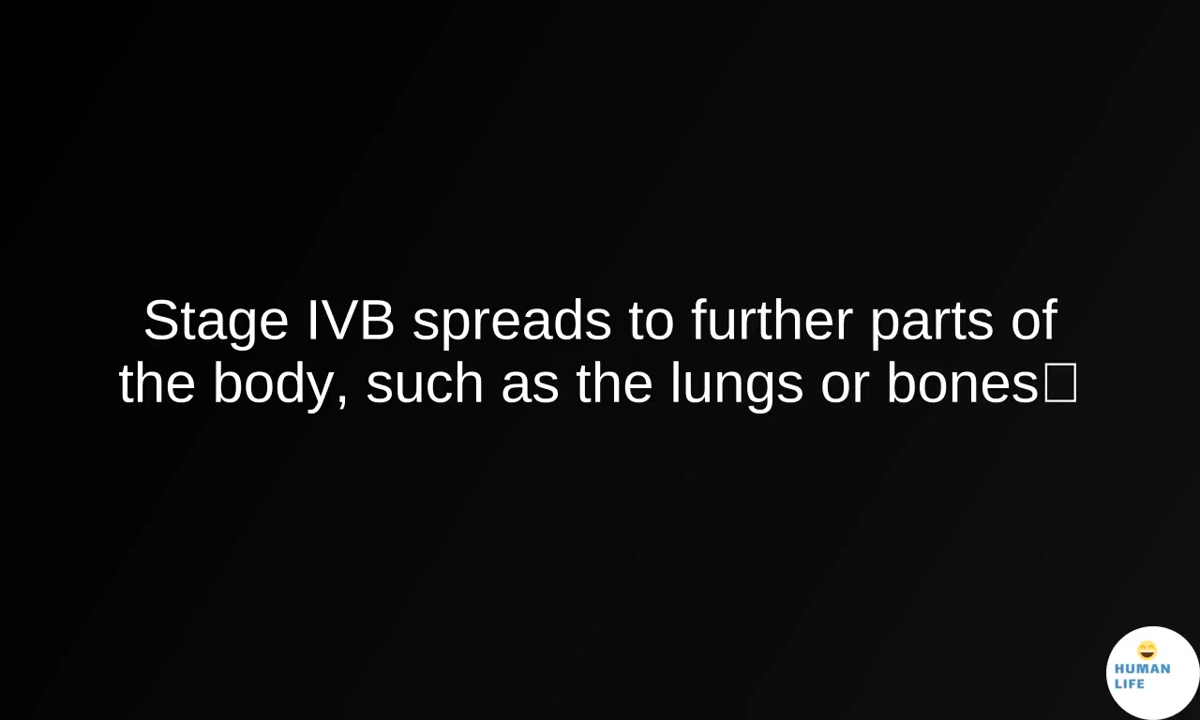 Stage IVB spreads to further parts of
the body, such as the lungs or bones
HUMAN
LIFE